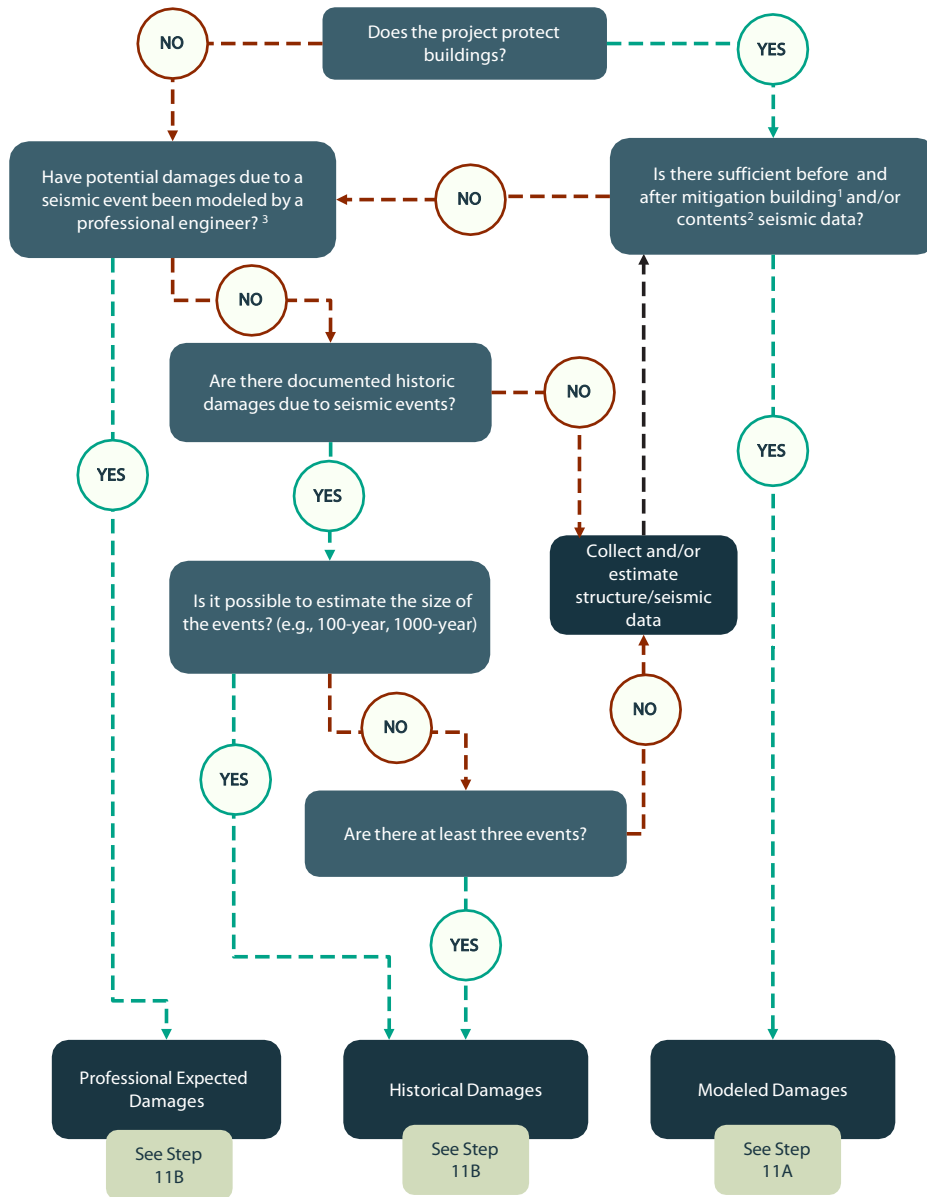 Does the project protect
buildings?
NO
YES
Have potential damages due to a
seismic event been modeled by a
professional engineer? ³
NO
Is there sufficient before and
after mitigation building¹ and/or
contents² seismic data?
NO
Are there documented historic
damages due to seismic events?
NO
YES
YES
YES
Collect and/or
estimate
structure/seismic
data
Is it possible to estimate the size of
the events? (e.g., 100-year, 1000-year)
NO
NO
YES
Are there at least three events?
YES
Professional Expected
Damages
See Step
11B
Historical Damages
See Step
11B
Modeled Damages
See Step
11A